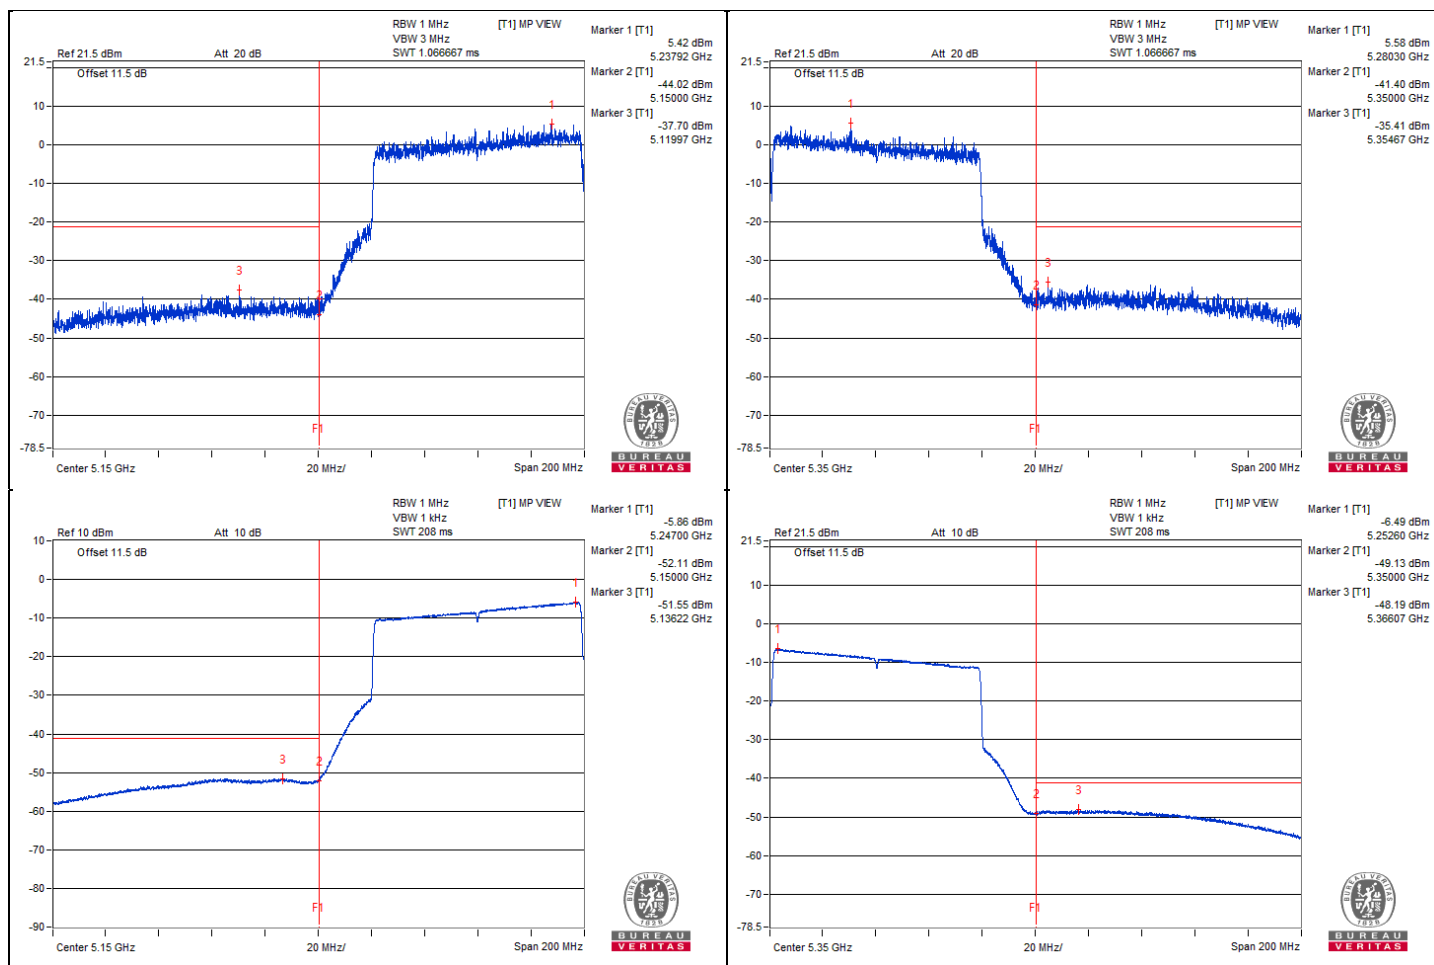 RBW 1 MHz
[T1] MP VIEW
VBW 3 MHz
Ref 21.5 dBm
Att 20 dB
SWT 1.066667 ms
Marker 1 [T1]
5.42 dBm
5.23792 GHz
Marker 2 [T1]
-44.02 dBm
5.15000 GHz
Marker 3 [T1]
-37.70 dBm
5.11997 GHz
Offset 11.5 dB
21.5
10
0
-10
-20
-30
-40
-50
-60
-70
-78.5
1
2
3
F1
Center 5.15 GHz
20 MHz/
Span 200 MHz
BUREAU VERITAS
1828
BUREAU
VERITAS
RBW 1 MHz
[T1] MP VIEW
VBW 3 MHz
Ref 21.5 dBm
Att 20 dB
SWT 1.066667 ms
Marker 1 [T1]
5.58 dBm
5.28030 GHz
Marker 2 [T1]
-41.40 dBm
5.35000 GHz
Marker 3 [T1]
-35.41 dBm
5.35467 GHz
Offset 11.5 dB
21.5
10
0
-10
-20
-30
-40
-50
-60
-70
-78.5
1
2
3
F1
Center 5.35 GHz
20 MHz/
Span 200 MHz
BUREAU VERITAS
1828
BUREAU
VERITAS
RBW 1 MHz
[T1] MP VIEW
VBW 1 kHz
Ref 10 dBm
Att 10 dB
SWT 208 ms
Marker 1 [T1]
-5.86 dBm
5.24700 GHz
Marker 2 [T1]
-52.11 dBm
5.15000 GHz
Marker 3 [T1]
-51.55 dBm
5.13622 GHz
Offset 11.5 dB
10
0
-10
-20
-30
-40
-50
-60
-70
-80
-90
1
2
3
F1
Center 5.15 GHz
20 MHz/
Span 200 MHz
BUREAU VERITAS
1828
BUREAU
VERITAS
RBW 1 MHz
[T1] MP VIEW
VBW 1 kHz
Ref 21.5 dBm
Att 10 dB
SWT 208 ms
Marker 1 [T1]
-6.49 dBm
5.25260 GHz
Marker 2 [T1]
-49.13 dBm
5.35000 GHz
Marker 3 [T1]
-48.19 dBm
5.36607 GHz
Offset 11.5 dB
21.5
10
0
-10
-20
-30
-40
-50
-60
-70
-78.5
1
2
3
F1
Center 5.35 GHz
20 MHz/
Span 200 MHz
BUREAU VERITAS
1828
BUREAU
VERITAS